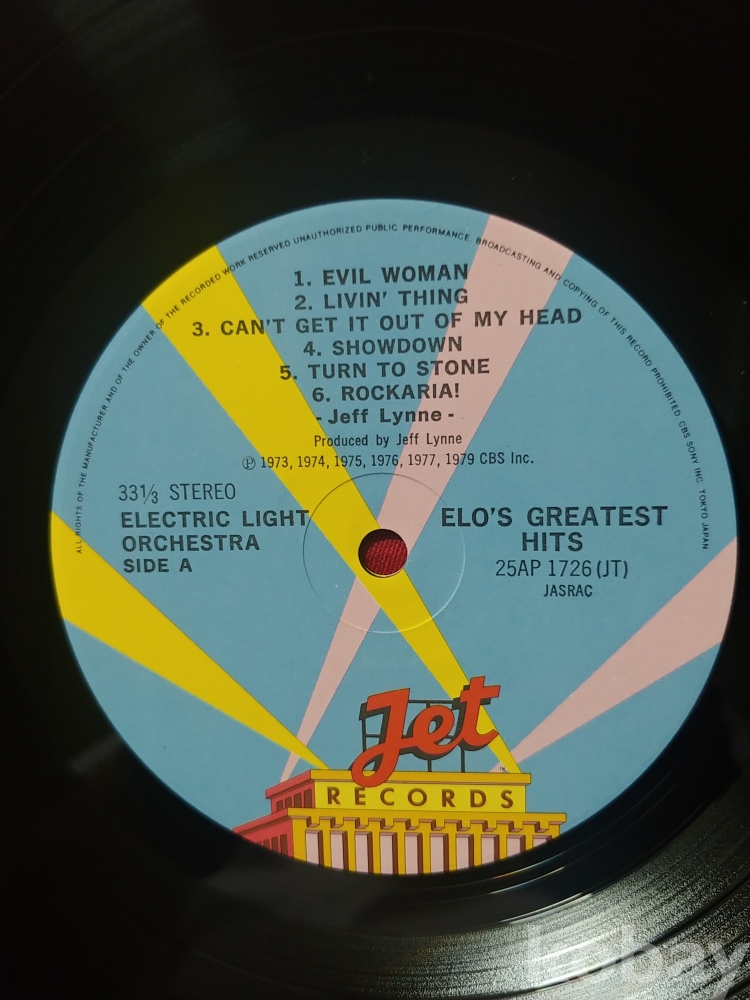 ALL RIGHTS OF THE MANUFACTURER AND OF THE OWNER OF THE RECORDED WORK RESERVED UNAUTHORIZED PUBLIC PERFORMANCE, BROADCASTING AND COPYING OF THIS RECORD PROHIBITED. CBS SONY INC. TOKYO JAPAN
1. EVIL WOMAN
2. LIVIN' THING
3. CAN'T GET IT OUT OF MY HEAD
4. SHOWDOWN
5. TURN TO STONE
6. ROCKARIA!
- Jeff Lynne -
Produced by Jeff Lynne
℗ 1973, 1974, 1975, 1976, 1977, 1979 CBS Inc.
33⅓ STEREO
ELECTRIC LIGHT
ORCHESTRA
SIDE A
ELO'S GREATEST
HITS
25AP 1726 (JT)
JASRAC
Jet
RECORDS